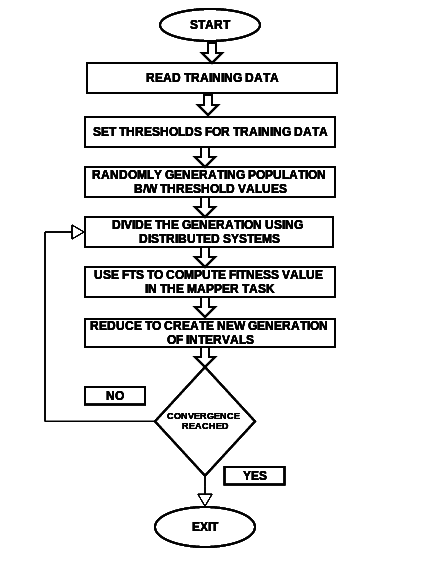 START
READ TRAINING DATA
SET THRESHOLDS FOR TRAINING DATA
RANDOMLY GENERATING POPULATION
B/W THRESHOLD VALUES
DIVIDE THE GENERATION USING
DISTRIBUTED SYSTEMS
USE FTS TO COMPUTE FITNESS VALUE
IN THE MAPPER TASK
REDUCE TO CREATE NEW GENERATION
OF INTERVALS
NO
CONVERGENCE
REACHED
YES
EXIT